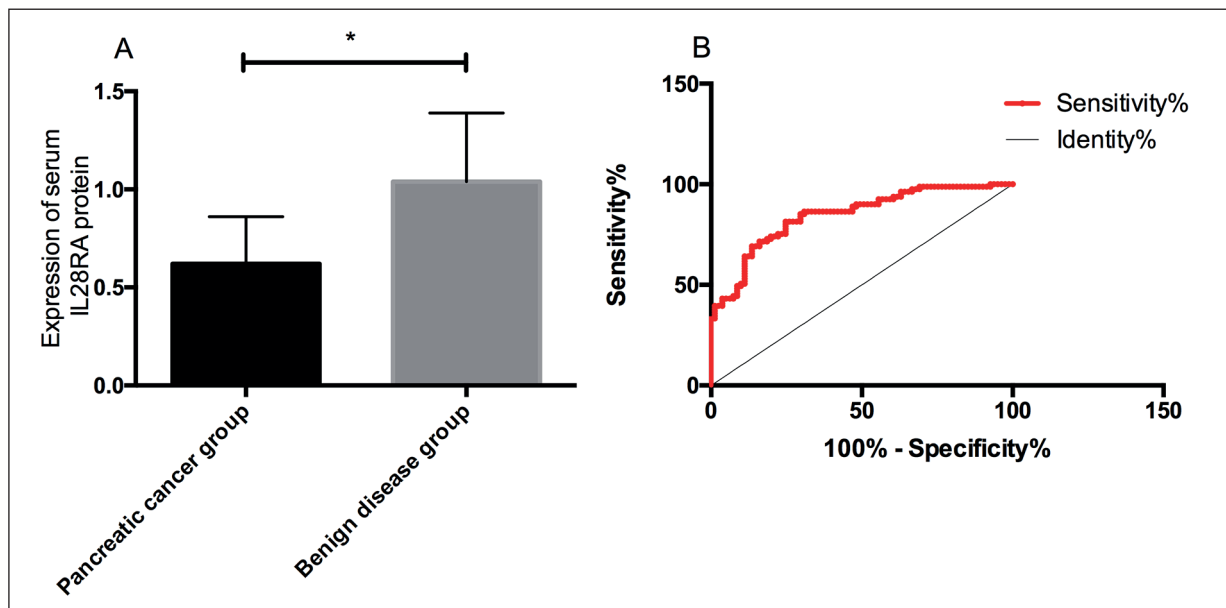 A
*
Expression of serum
IL28RA protein
1.5
1.0
0.5
0.0
Pancreatic cancer group
Benign disease group
B
Sensitivity%
150
100
50
0
Sensitivity%
Identity%
0
50
100
150
100% - Specificity%